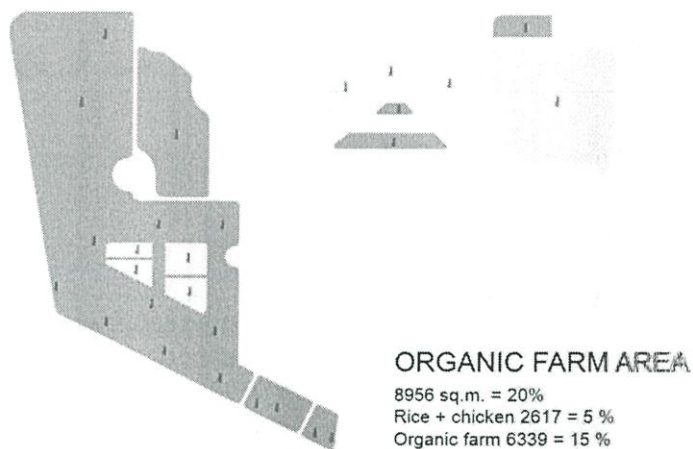 ORGANIC FARM AREA
8956 sq.m. = 20%
Rice + chicken 2617 = 5 %
Organic farm 6339 = 15 %